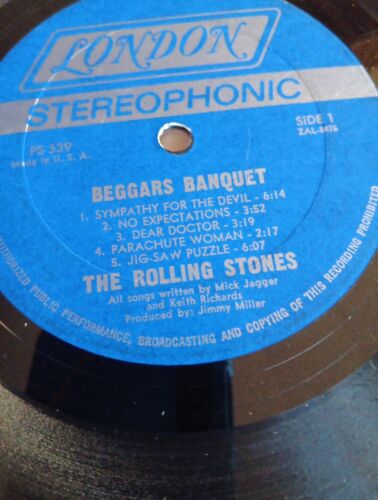 LONDON
STEREOPHONIC
PS 539
Made in U. S. A.
SIDE 1
ZAL-8476
BEGGARS BANQUET
1. SYMPATHY FOR THE DEVIL - 6:14
2. NO EXPECTATIONS - 3:52
3. DEAR DOCTOR - 3:19
4. PARACHUTE WOMAN - 2:17
5. JIG-SAW PUZZLE - 6:07
THE ROLLING STONES
All songs written by Mick Jagger
and Keith Richards
Produced by: Jimmy Miller
PUBLIC PERFORMANCE, BROADCASTING AND COPYING OF THIS RECORDING PROHIBITED